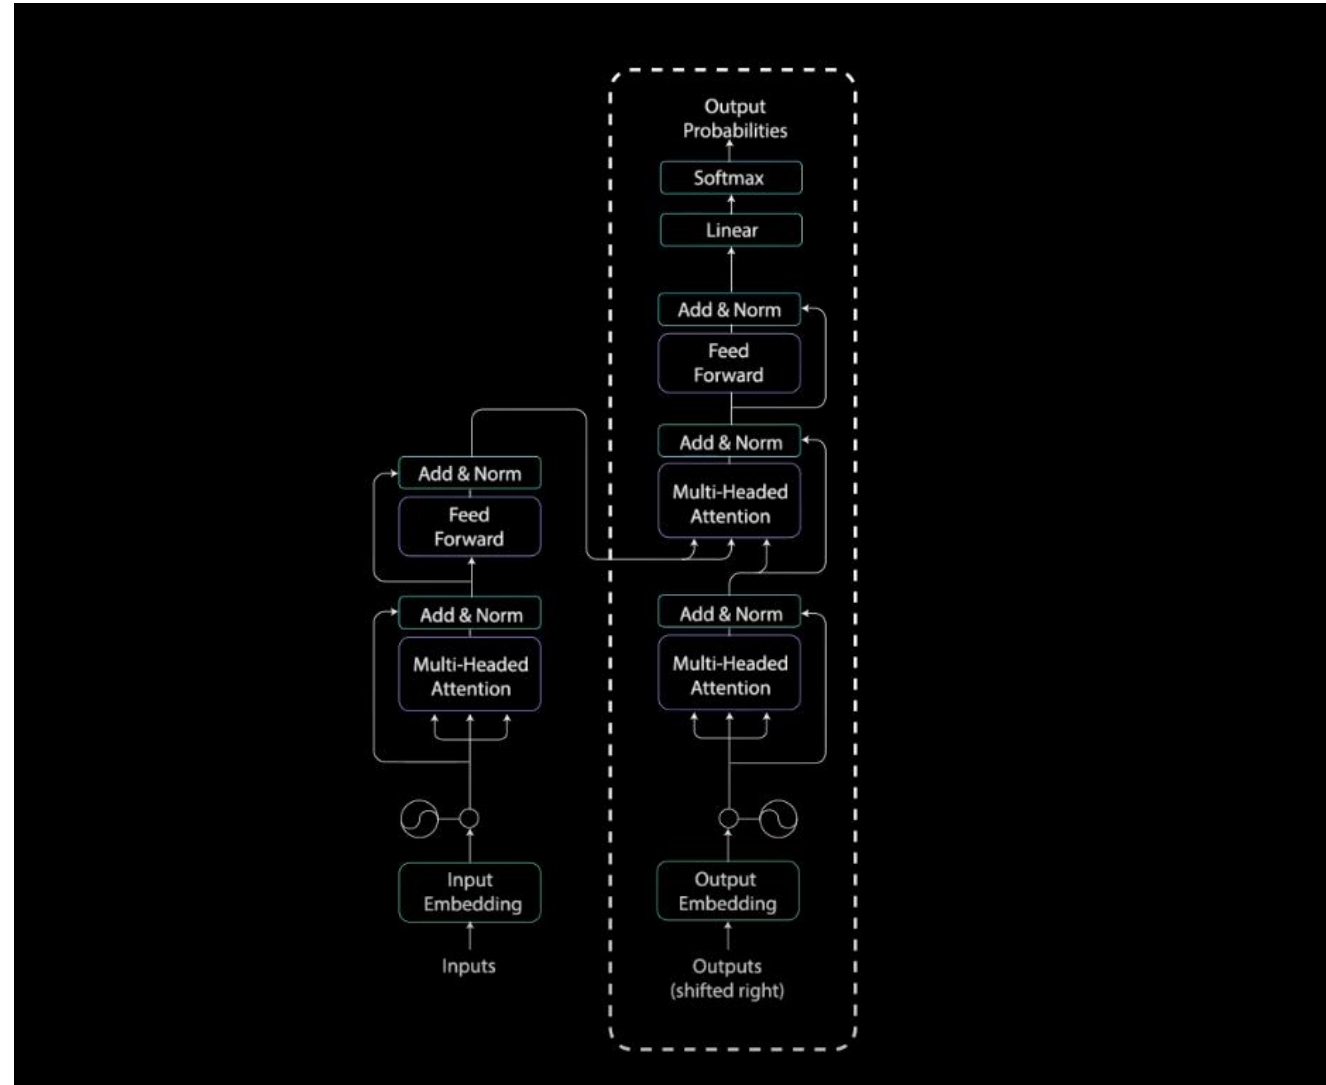 Output
Probabilities
Softmax
Linear
Add & Norm
Feed
Forward
Add & Norm
Multi-Headed
Attention
Add & Norm
Multi-Headed
Attention
Output
Embedding
Outputs
(shifted right)
Add & Norm
Feed
Forward
Add & Norm
Multi-Headed
Attention
Input
Embedding
Inputs